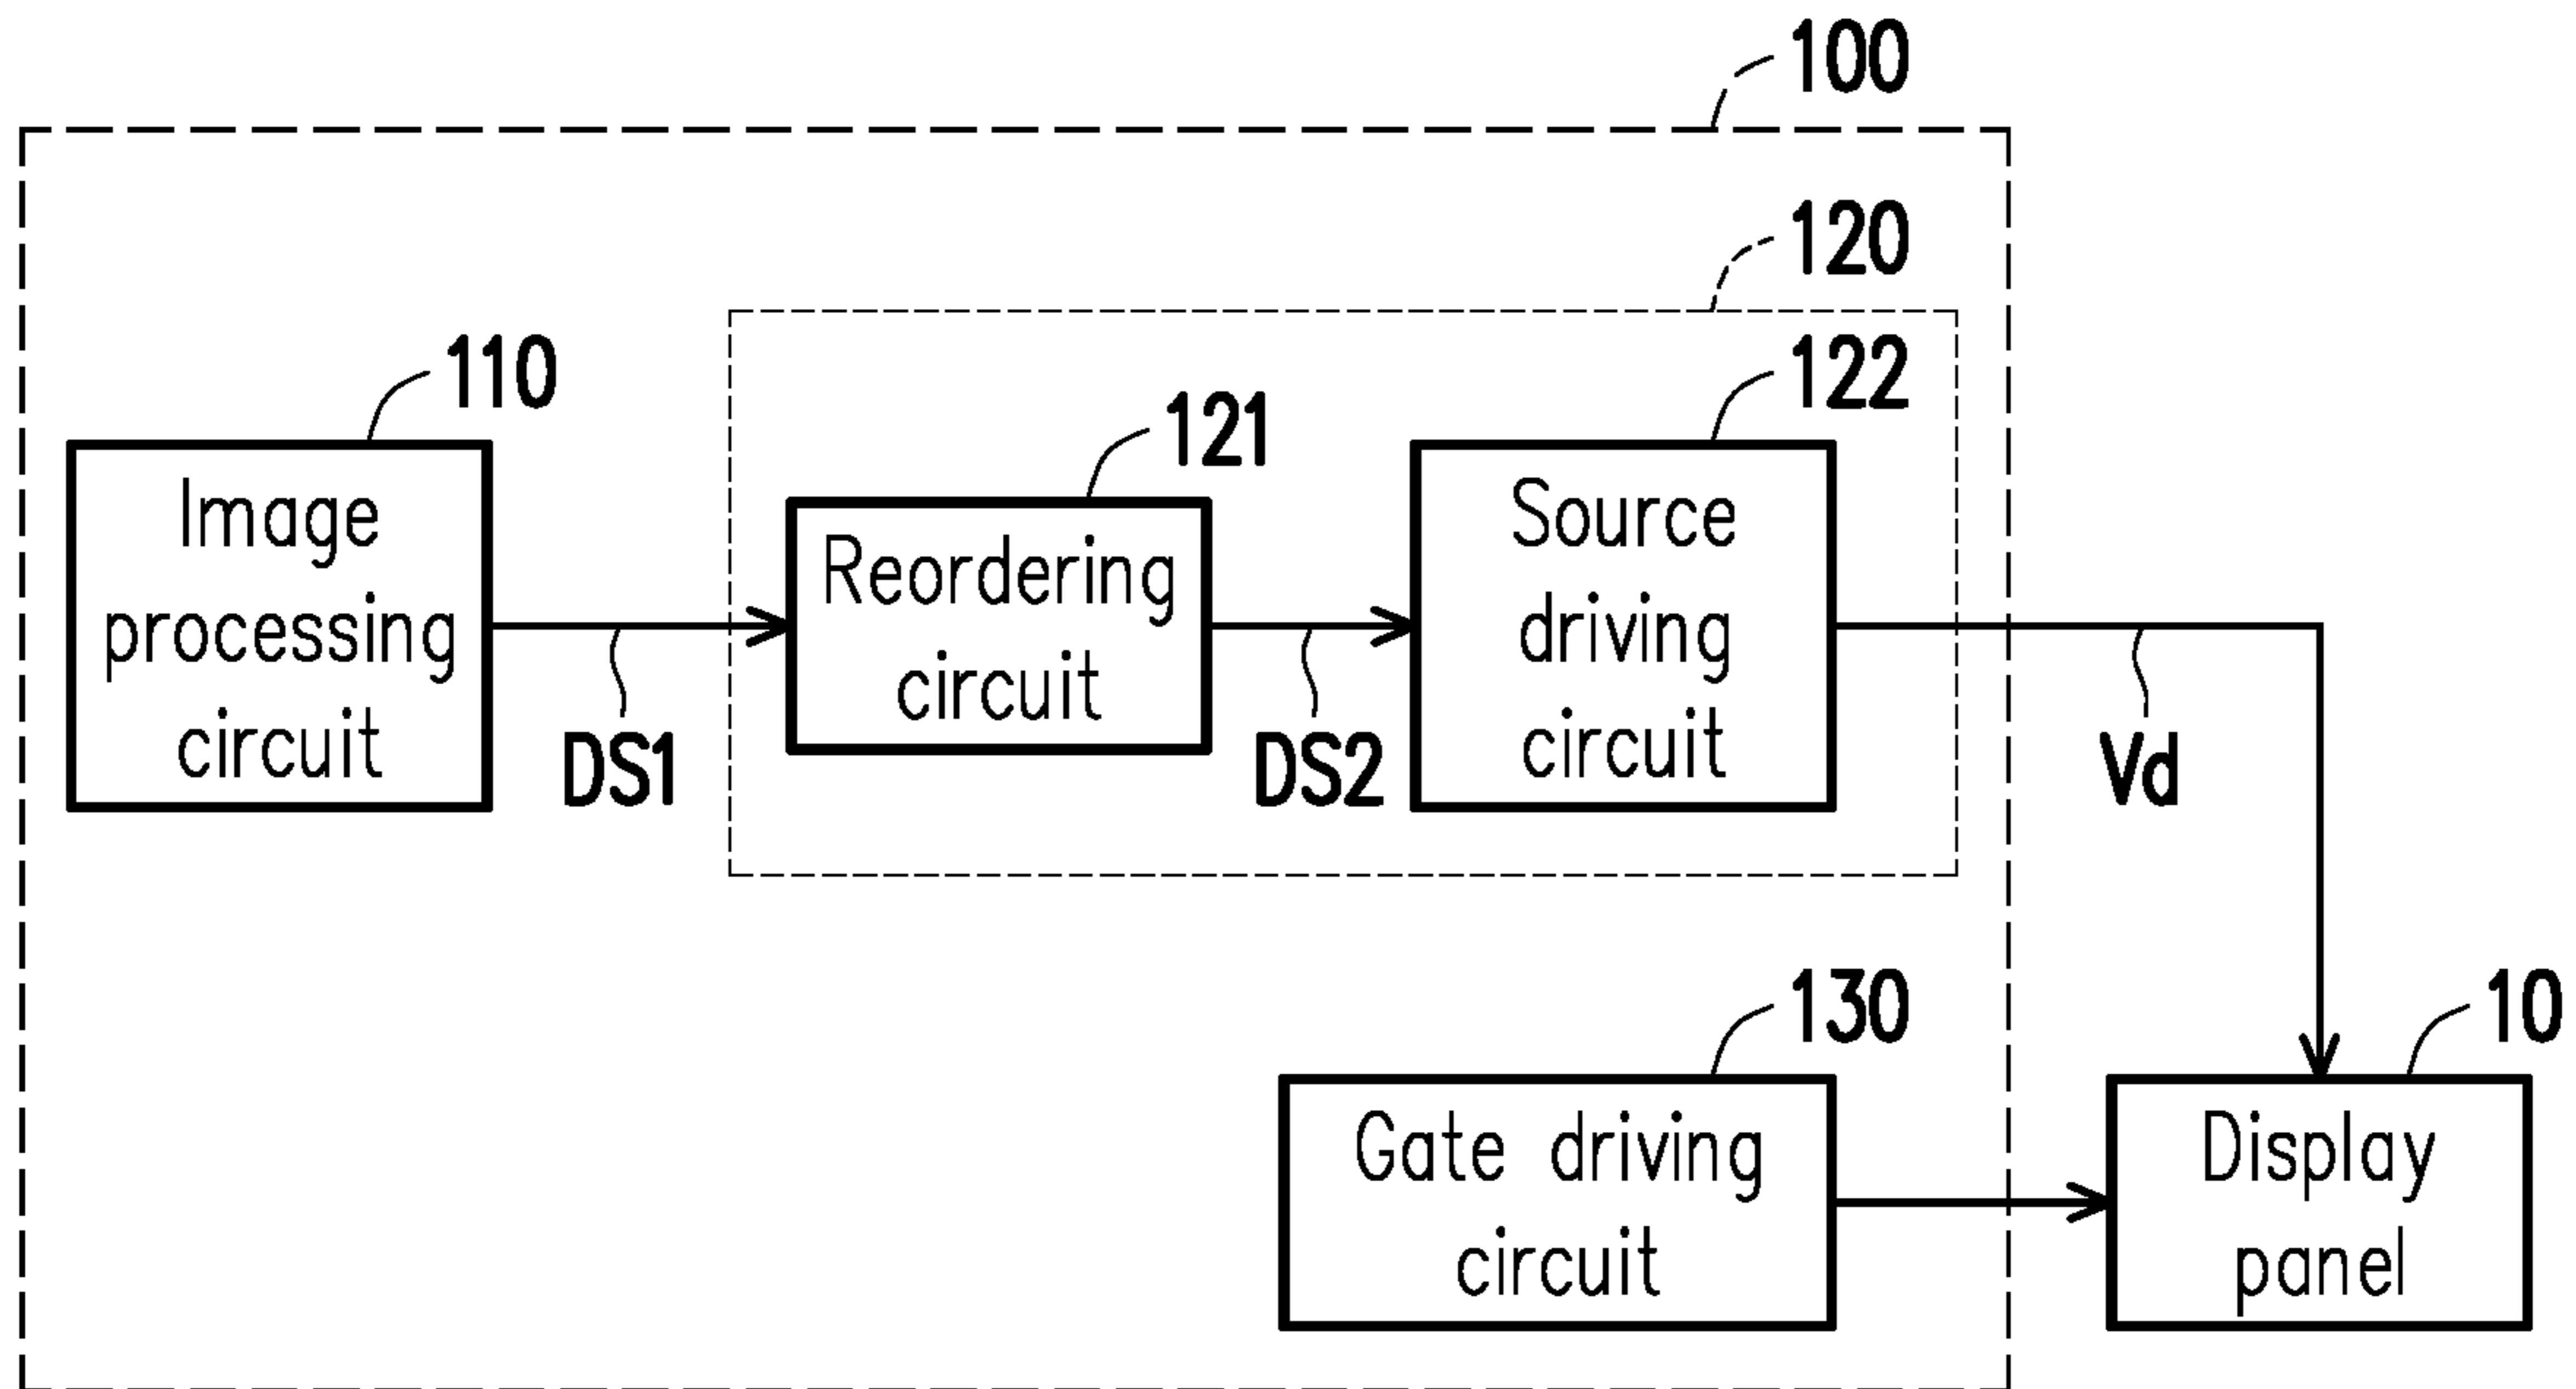 100
120
110
121
122
Image
processing
circuit
Reordering
circuit
Source
driving
circuit
DS1
DS2
Vd
130
10
Gate driving
circuit
Display
panel